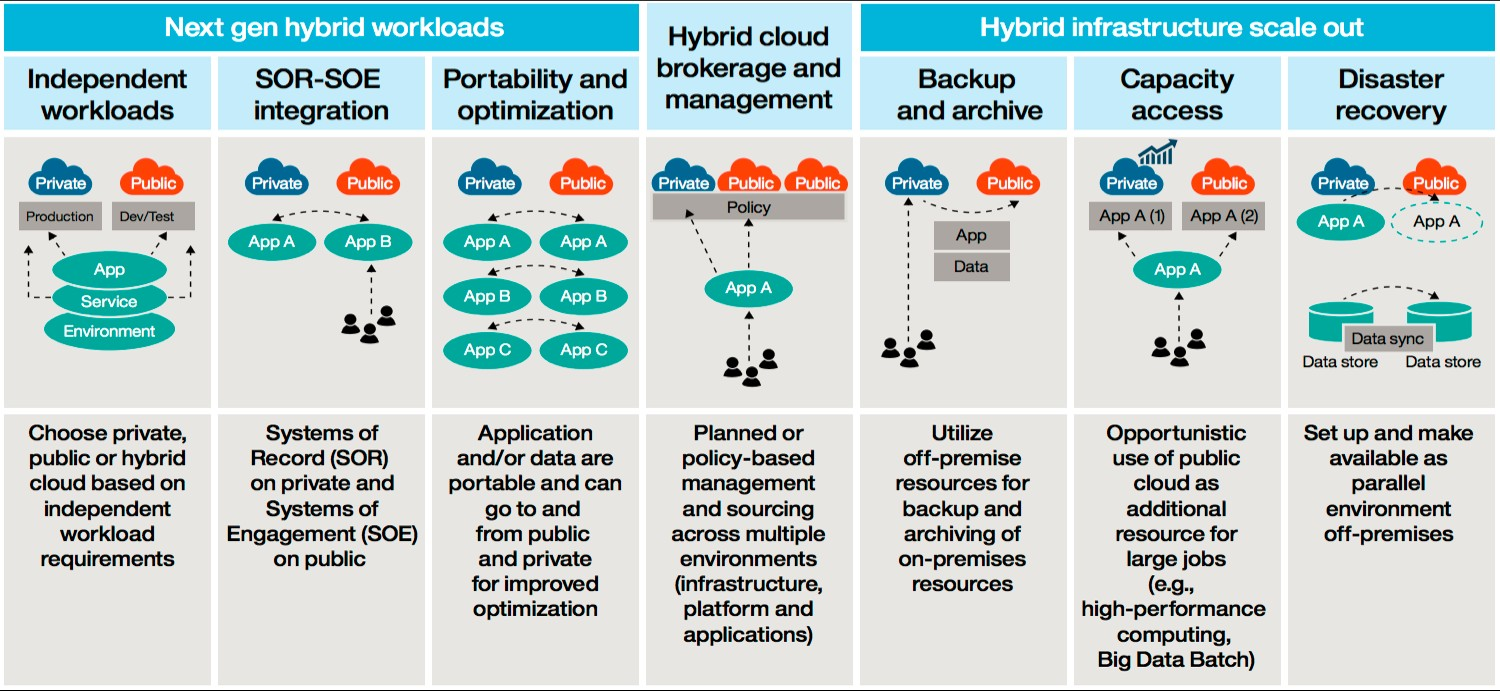 Next gen hybrid workloads
Independent
workloads
Private
Public
Production
Dev/Test
App
Service
Environment
Choose private,
public or hybrid
cloud based on
independent
workload
requirements
SOR-SOE
integration
Private
Public
App A
App B
Systems of
Record (SOR)
on private and
Systems of
Engagement (SOE)
on public
Portability and
optimization
Private
Public
App A
App A
App B
App B
App C
App C
Application
and/or data are
portable and can
go to and
from public
and private
for improved
optimization
Hybrid cloud
brokerage and
management
Private
Public
Public
Policy
App A
Planned or
policy-based
management
and sourcing
across multiple
environments
(infrastructure,
platform and
applications)
Hybrid infrastructure scale out
Backup
and archive
Private
Public
App
Data
Utilize
off-premise
resources for
backup and
archiving of
on-premises
resources
Capacity
access
Private
Public
App A (1)
App A (2)
App A
Opportunistic
use of public
cloud as
additional
resource for
large jobs
(e.g.,
high-performance
computing,
Big Data Batch)
Disaster
recovery
Private
Public
App A
App A
Data sync
Data store
Data store
Set up and make
available as
parallel
environment
off-premises